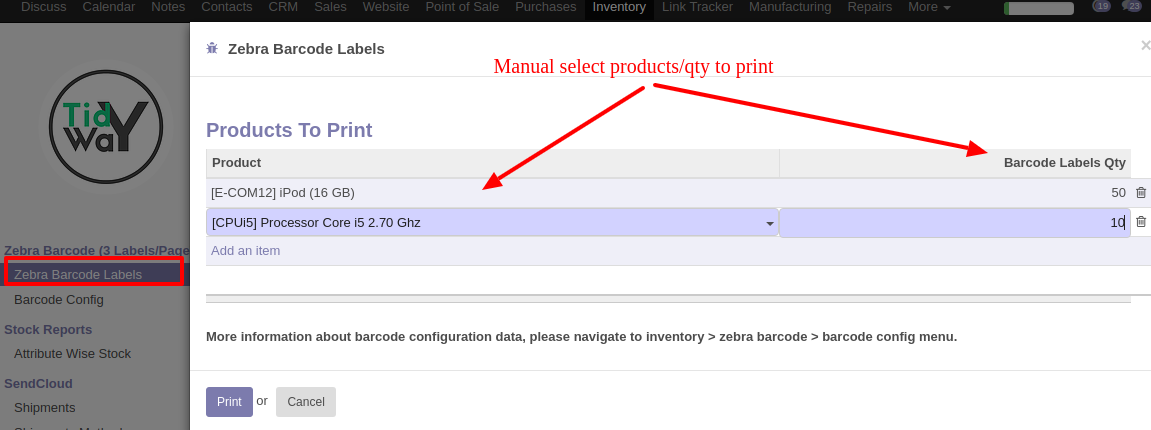 Discuss Calendar Notes Contacts CRM Sales Website Point of Sale Purchases Inventory Link Tracker Manufacturing Repairs More 19 23
Zebra Barcode Labels ×
Manual select products/qty to print
Tidy
Way
Products To Print
Product Barcode Labels Qty
[E-COM12] iPod (16 GB) 50
[CPUi5] Processor Core i5 2.70 Ghz 10
Add an item
Zebra Barcode (3 Labels/Page
Zebra Barcode Labels
Barcode Config
Stock Reports
Attribute Wise Stock
SendCloud
Shipments
More information about barcode configuration data, please navigate to inventory > zebra barcode > barcode config menu.
Print or Cancel